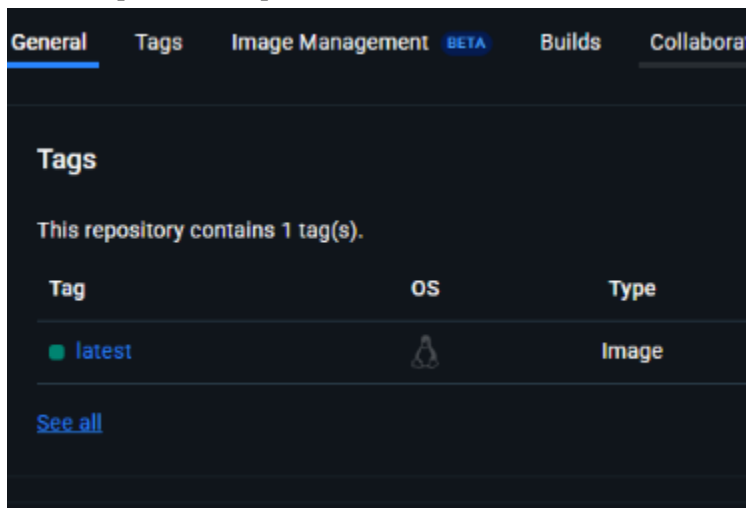 General Tags Image Management BETA Builds Collabora
Tags
This repository contains 1 tag(s).
Tag OS Type
latest Image
See all